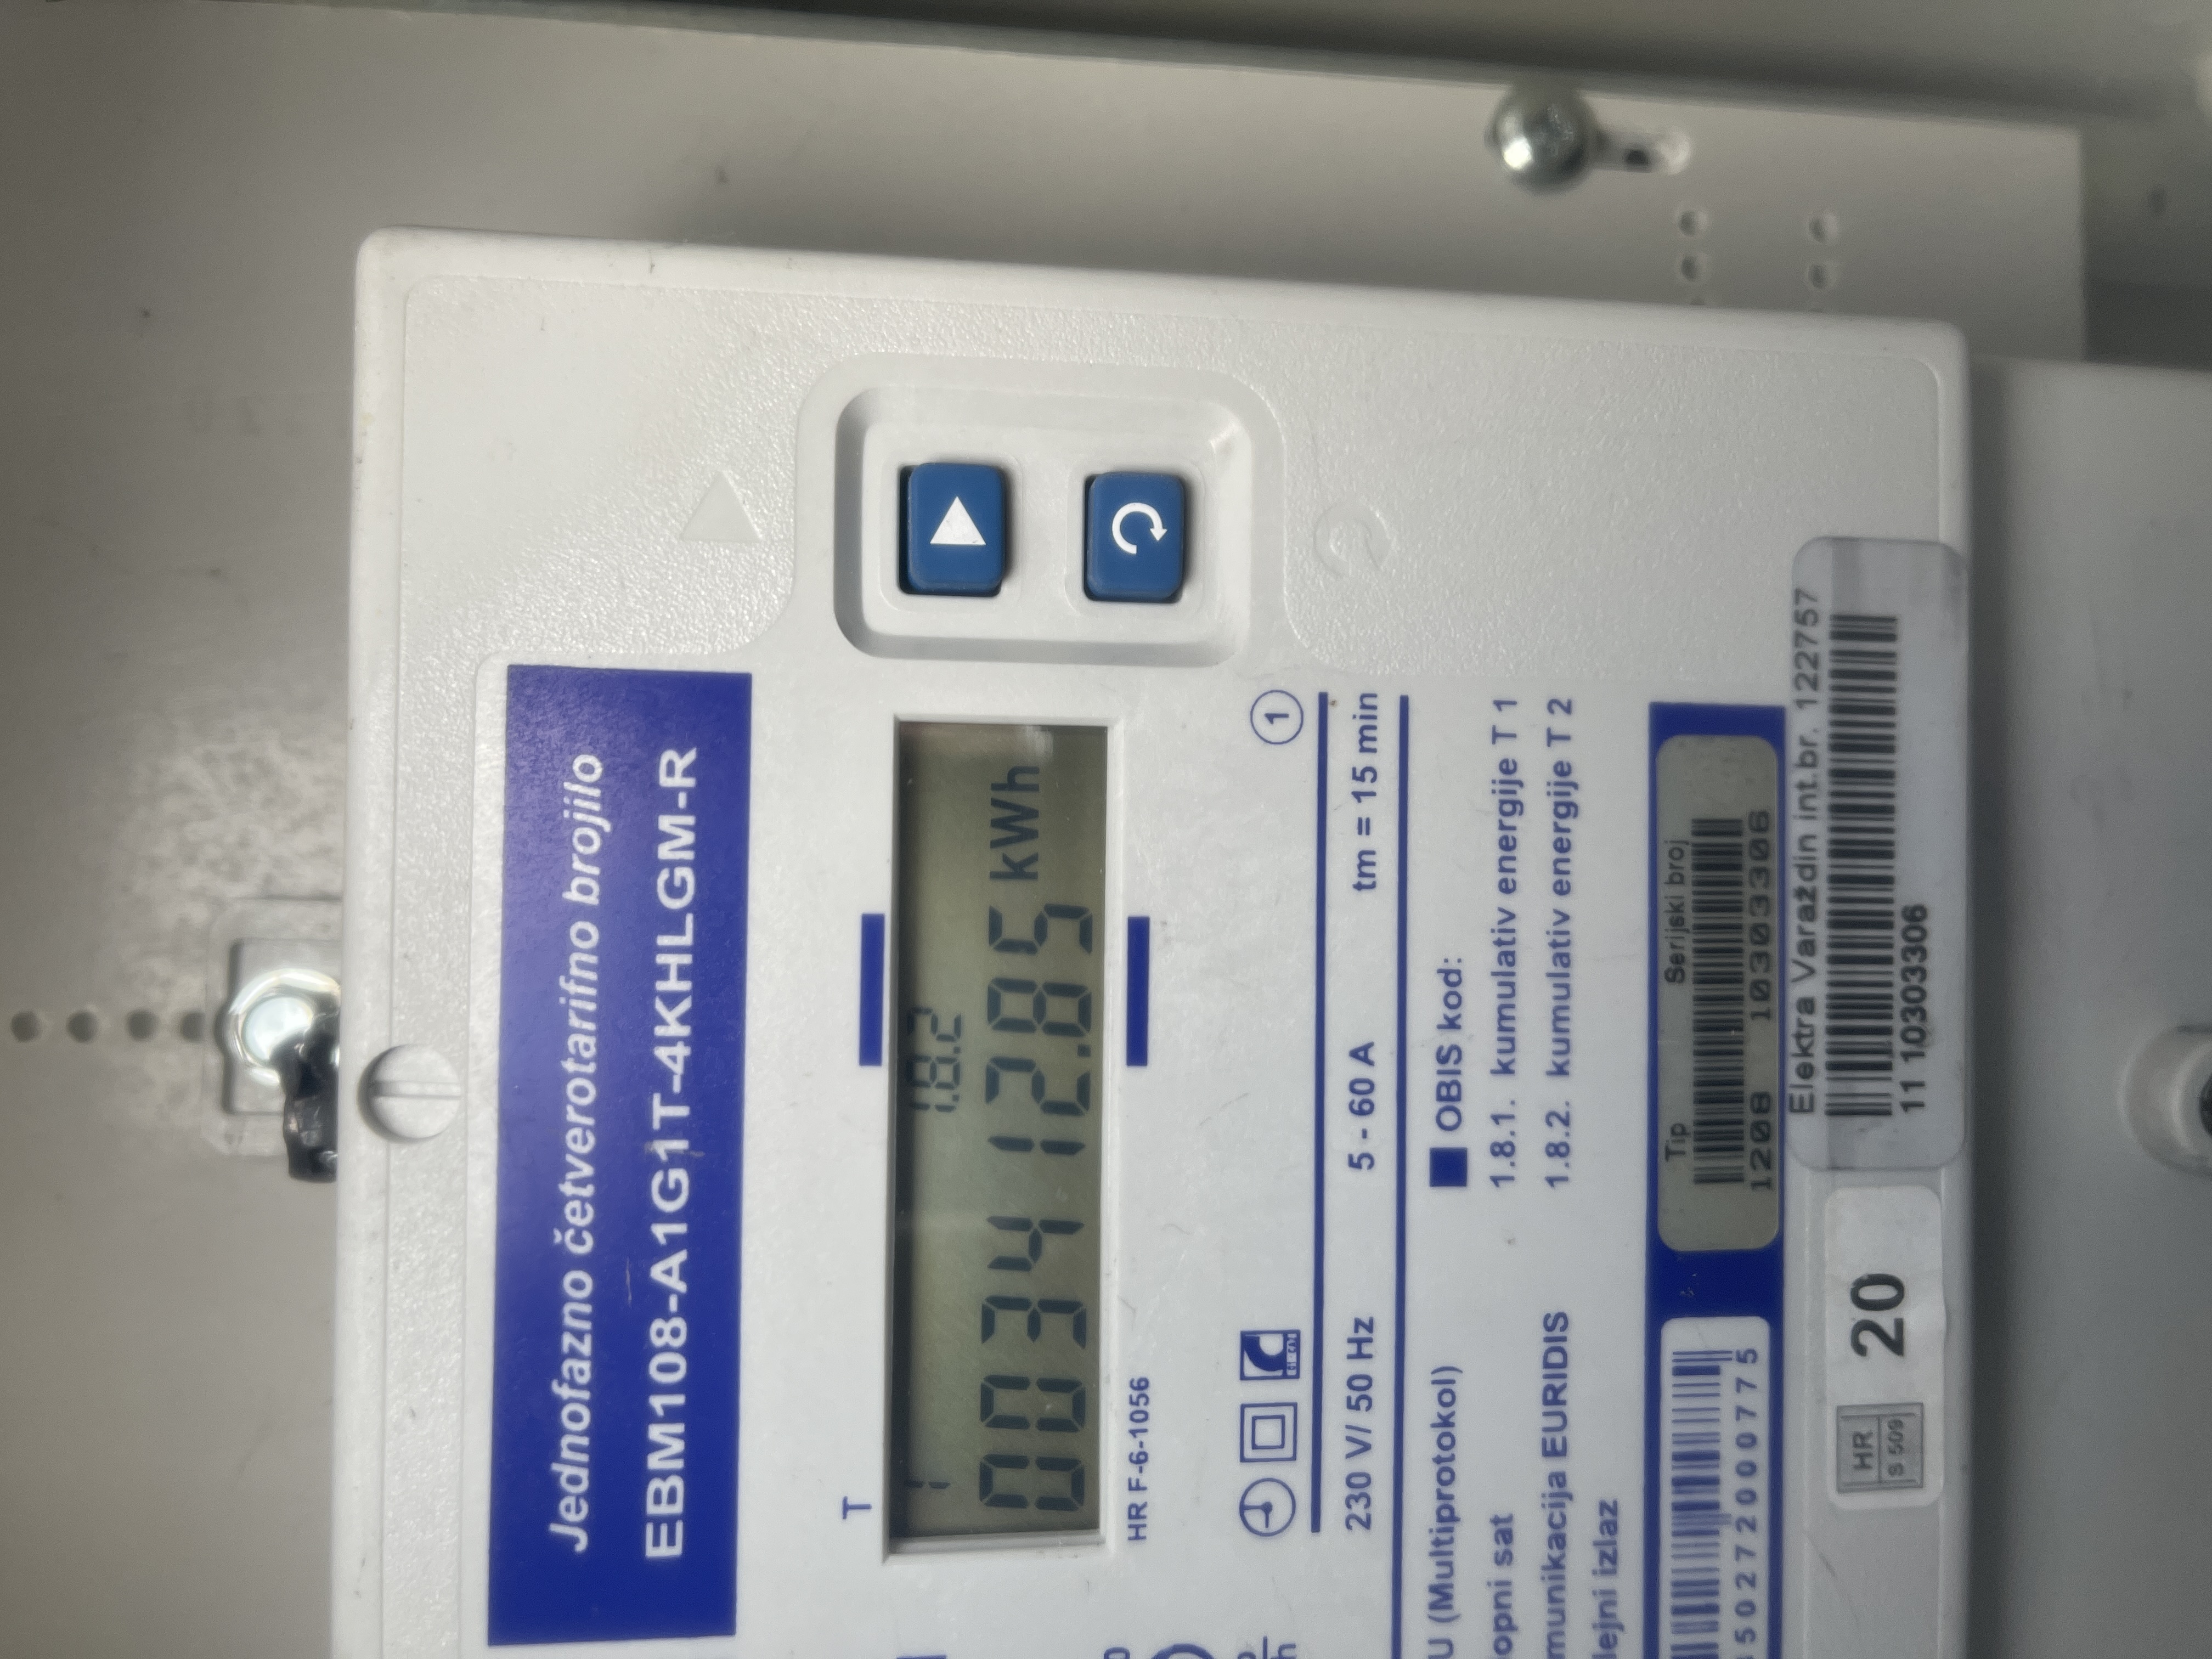 Jednofazno četverotarifno brojilo
EBM108-A1G1T-4KHLGM-R
T
1 1.8.2
003412.85 kWh
HR F-6-1056
1
230 V/ 50 Hz 5 - 60 A tm = 15 min
U (Multiprotokol)
opni sat
munikacija EURIDIS
lejni izlaz
OBIS kod:
1.8.1. kumulativ energije T 1
1.8.2. kumulativ energije T 2
50272000775
Tip Serijski broj
1208 10303306
Elektra Varaždin int.br. 122757
11 10303306
HR
S 509
20